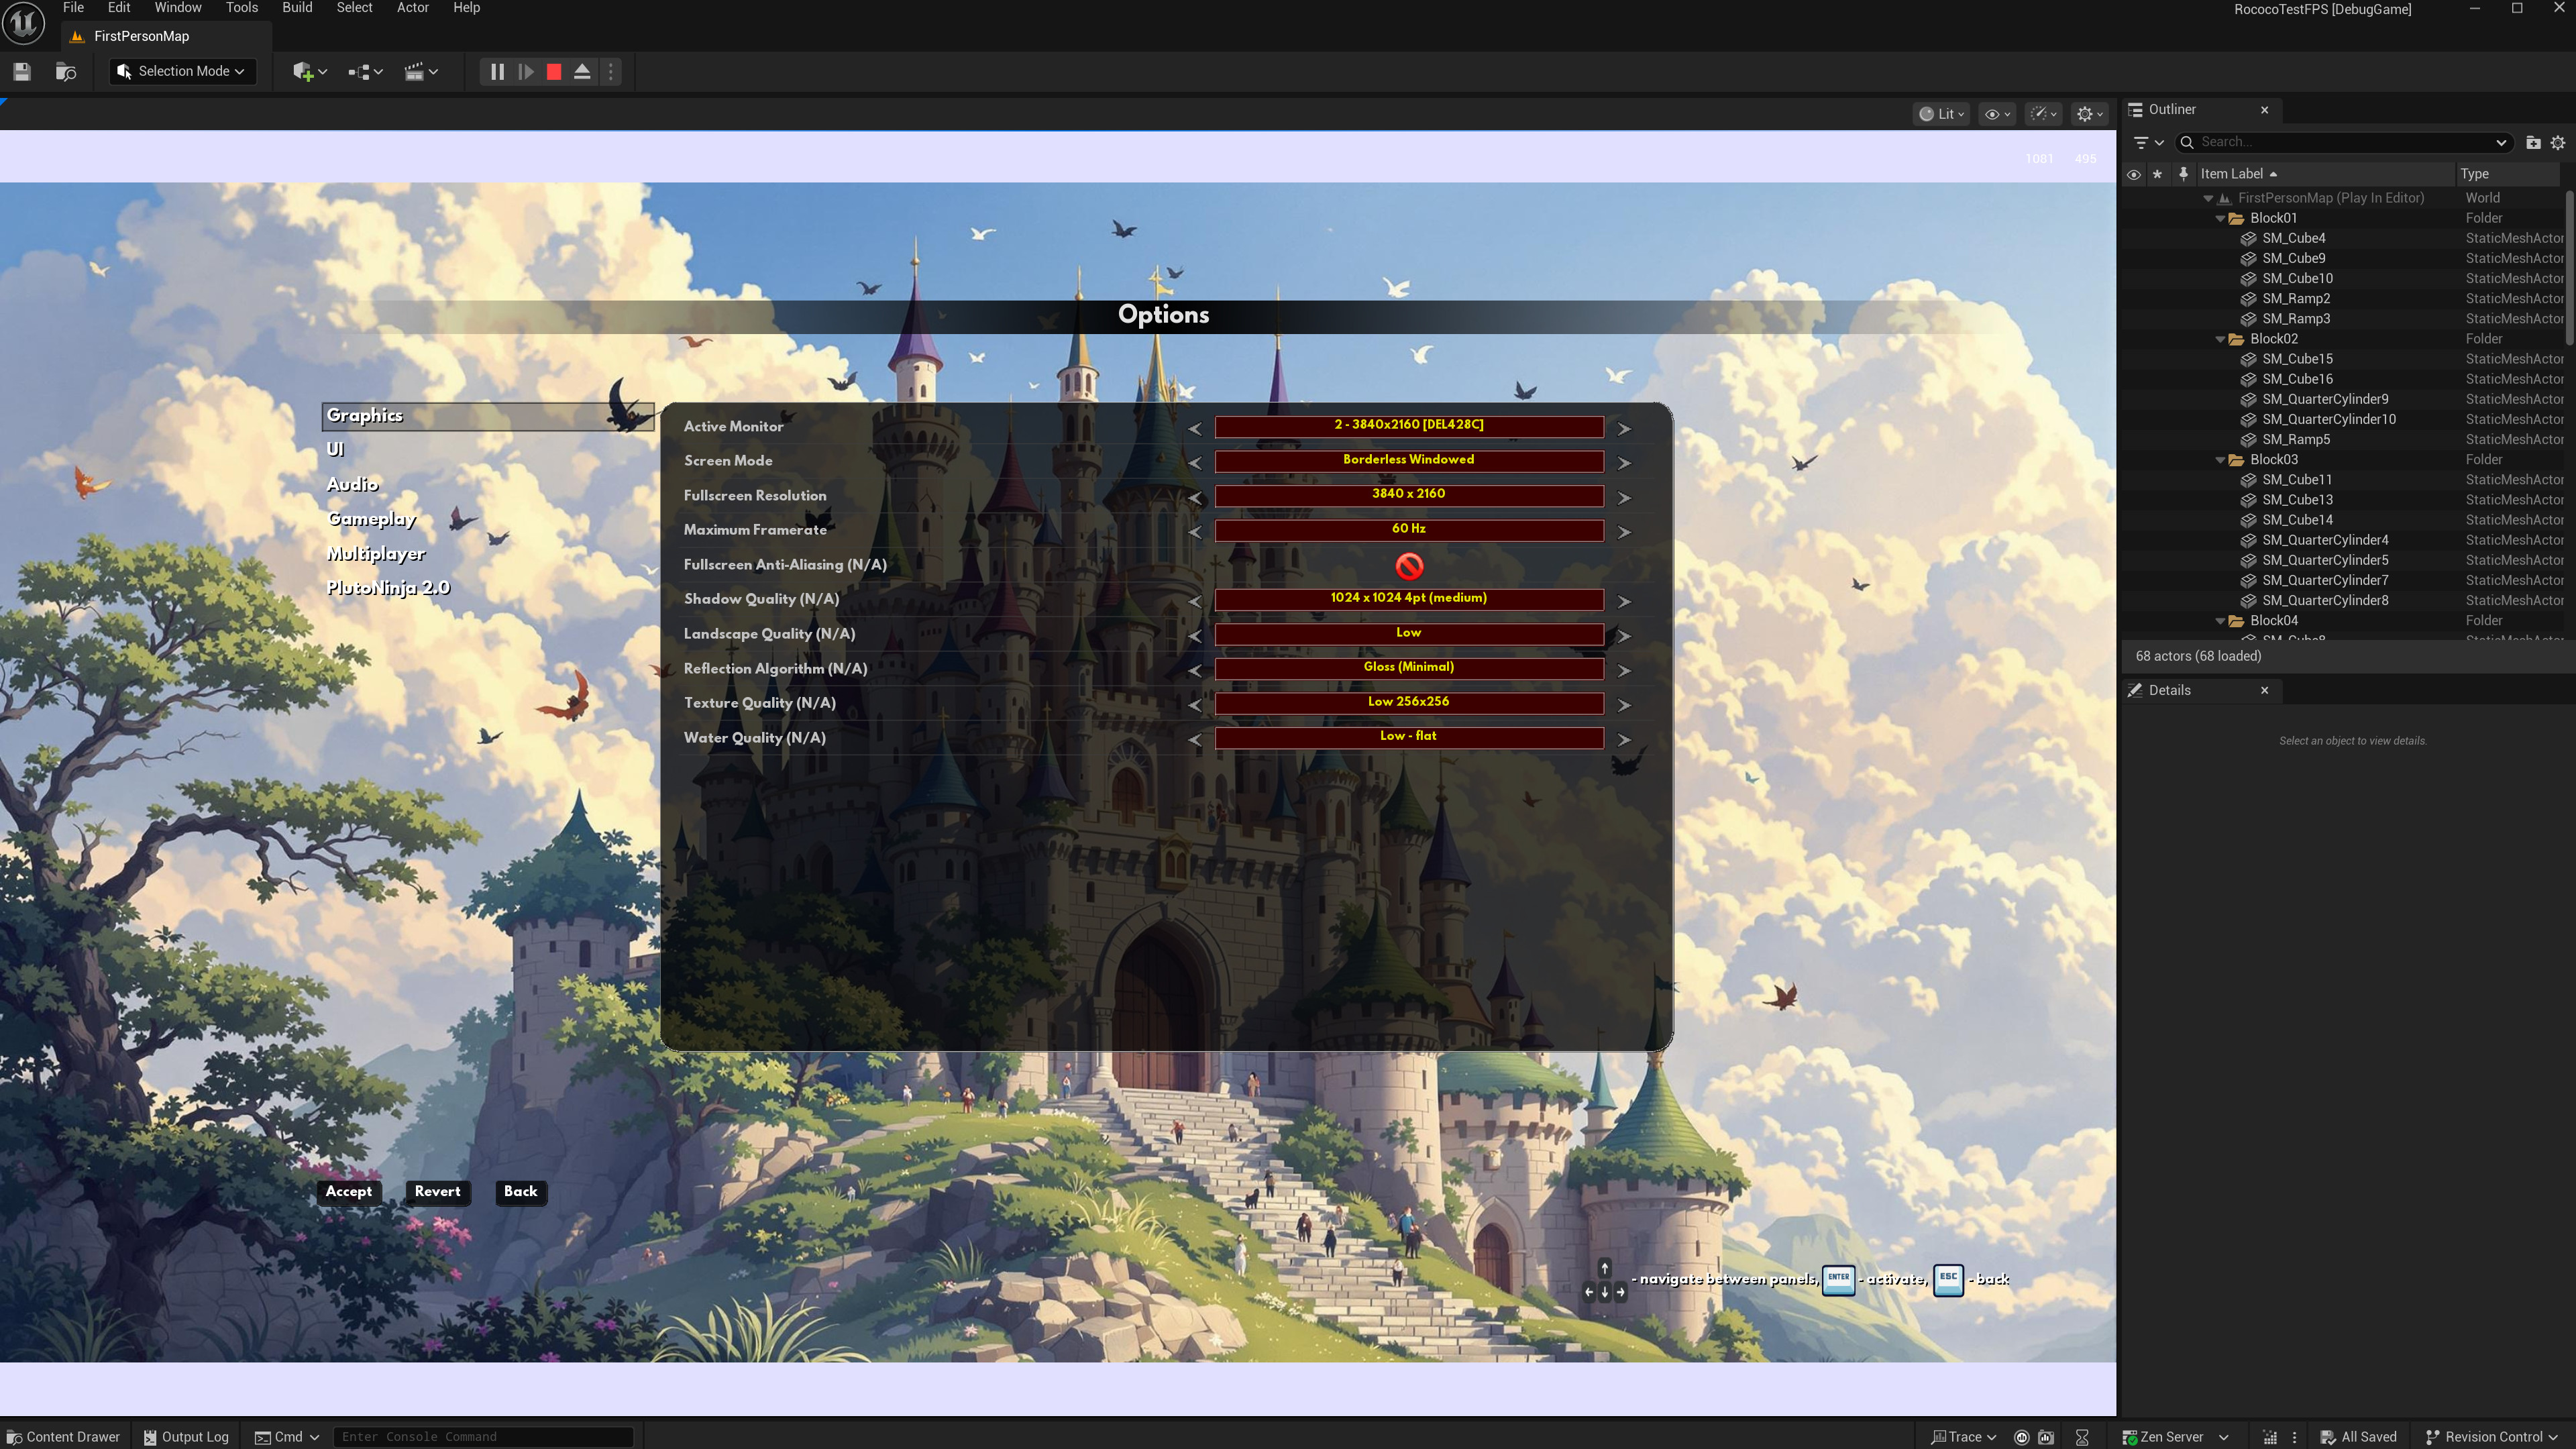 File Edit Window Tools Build Select Actor Help
RococoTestFPS [DebugGame]
FirstPersonMap
Selection Mode
Lit
Outliner
Search...
1081 495
Item Label Type
FirstPersonMap (Play In Editor) World
Block01 Folder
SM_Cube4 StaticMeshActor
SM_Cube9 StaticMeshActor
SM_Cube10 StaticMeshActor
SM_Ramp2 StaticMeshActor
SM_Ramp3 StaticMeshActor
Block02 Folder
SM_Cube15 StaticMeshActor
SM_Cube16 StaticMeshActor
SM_QuarterCylinder9 StaticMeshActor
SM_QuarterCylinder10 StaticMeshActor
SM_Ramp5 StaticMeshActor
Block03 Folder
SM_Cube11 StaticMeshActor
SM_Cube13 StaticMeshActor
SM_Cube14 StaticMeshActor
SM_QuarterCylinder4 StaticMeshActor
SM_QuarterCylinder5 StaticMeshActor
SM_QuarterCylinder7 StaticMeshActor
SM_QuarterCylinder8 StaticMeshActor
Block04 Folder
68 actors (68 loaded)
Details
Select an object to view details.
Options
Graphics
UI
Audio
Gameplay
Multiplayer
PlutoNinja 2.0
Active Monitor 2 - 3840x2160 [DEL428C]
Screen Mode Borderless Windowed
Fullscreen Resolution 3840 x 2160
Maximum Framerate 60 Hz
Fullscreen Anti-Aliasing (N/A)
Shadow Quality (N/A) 1024 x 1024 4pt (medium)
Landscape Quality (N/A) Low
Reflection Algorithm (N/A) Gloss (Minimal)
Texture Quality (N/A) Low 256x256
Water Quality (N/A) Low - flat
Accept Revert Back
- navigate between panels, ENTER - activate, ESC - back
Content Drawer Output Log Cmd Enter Console Command Trace Zen Server All Saved Revision Control